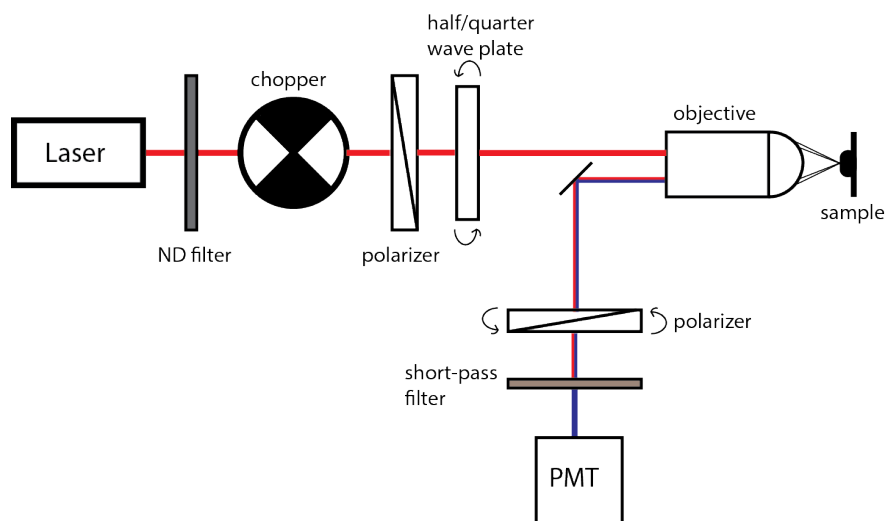 half/quarter
wave plate
chopper
objective
Laser
sample
ND filter
polarizer
polarizer
short-pass
filter
PMT